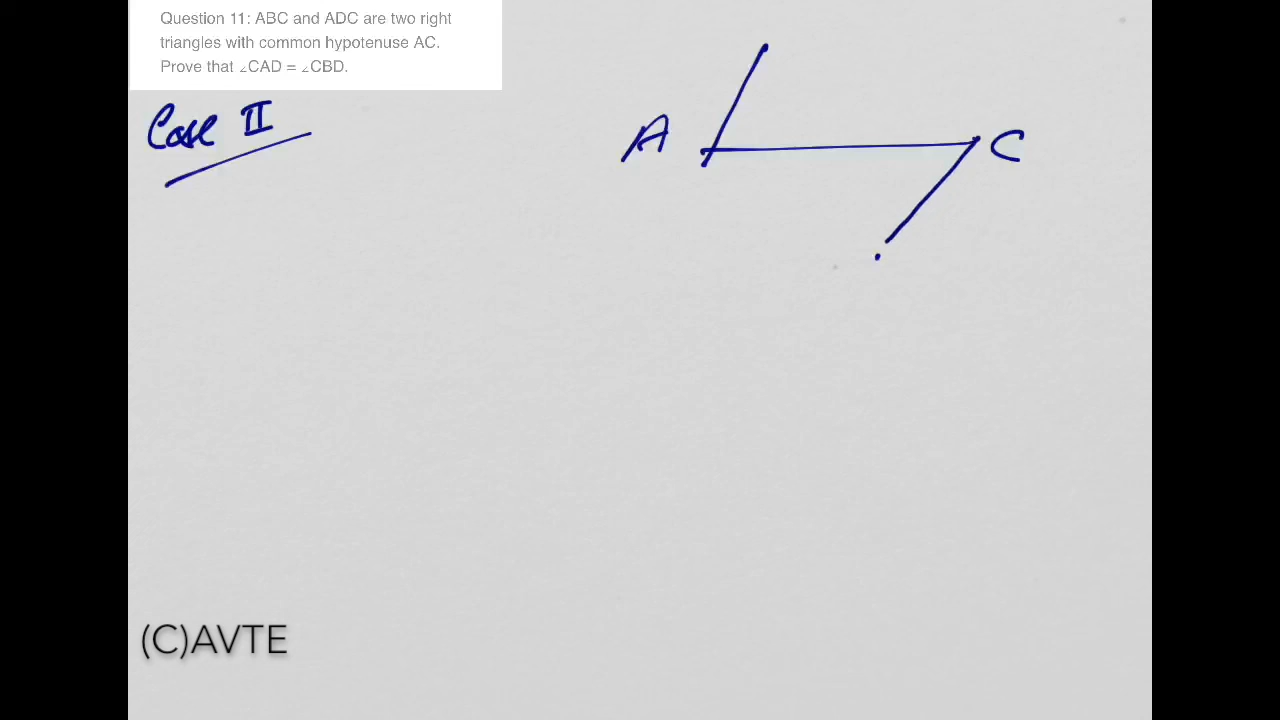 Question 11: ABC and ADC are two right
triangles with common hypotenuse AC.
Prove that ∠CAD = ∠CBD.
Case II
A C
(C)AVTE